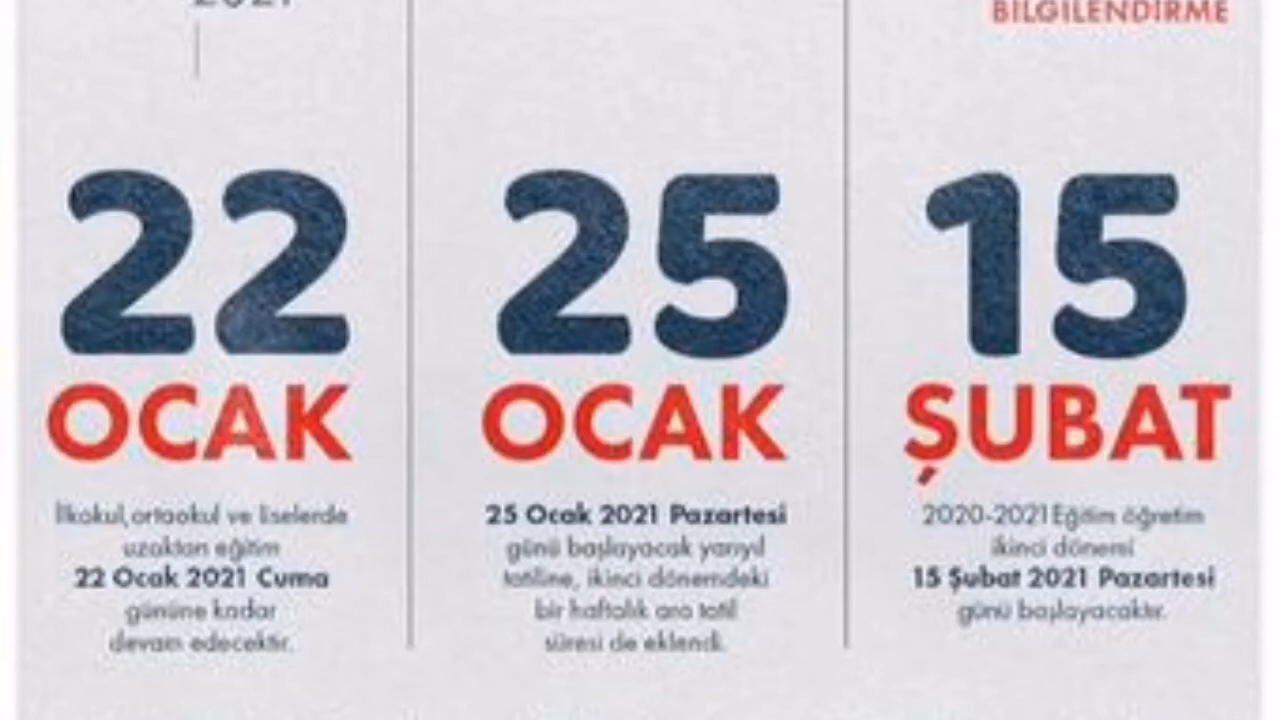 2021
BİLGİLENDİRME
22
OCAK
İlkokul, ortaokul ve liselerde
uzaktan eğitim
22 Ocak 2021 Cuma
gününe kadar
devam edecektir.
25
OCAK
25 Ocak 2021 Pazartesi
günü başlayacak yarıyıl
tatiline, ikinci dönemdeki
bir haftalık ara tatil
süresi de eklendi.
15
ŞUBAT
2020-2021 Eğitim öğretim
ikinci dönemi
15 Şubat 2021 Pazartesi
günü başlayacaktır.